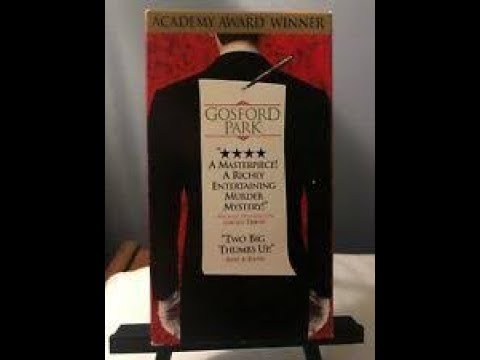 ACADEMY AWARD WINNER
GOSFORD
PARK
"★★★★
A MASTERPIECE!
A RICHLY
ENTERTAINING
MURDER
MYSTERY!"
"TWO BIG
THUMBS UP."